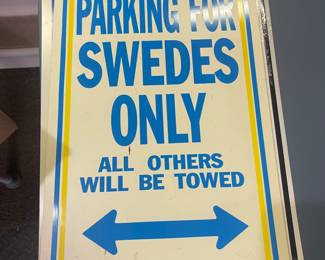 PARKING FOR
SWEDES
ONLY
ALL OTHERS
WILL BE TOWED